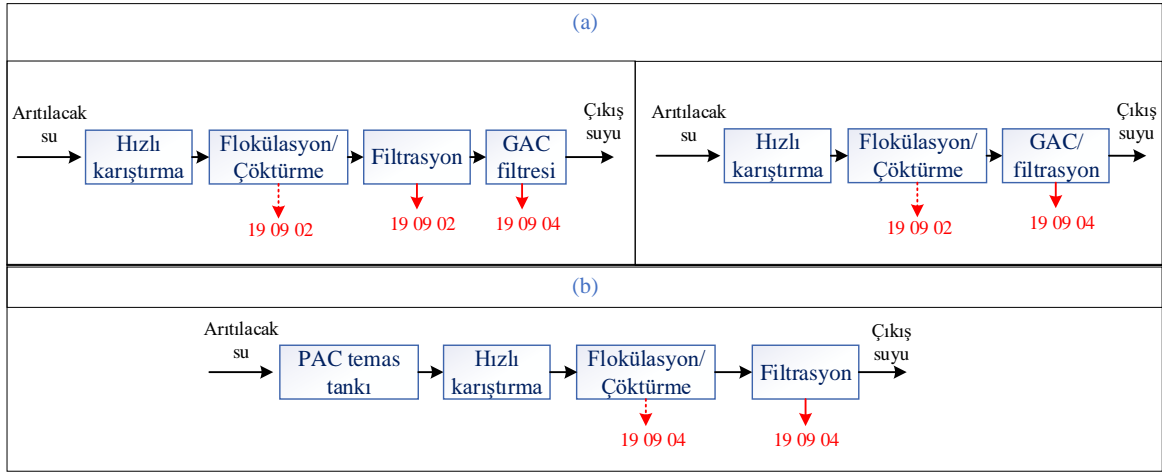 (a)
Arıtılacak
su
Hızlı
karıştırma
Flokülasyon/
Çöktürme
Filtrasyon
GAC
filtresi
Çıkış
suyu
19 09 02
19 09 02
19 09 04
Arıtılacak
su
Hızlı
karıştırma
Flokülasyon/
Çöktürme
GAC/
filtrasyon
Çıkış
suyu
19 09 02
19 09 04
(b)
Arıtılacak
su
PAC temas
tankı
Hızlı
karıştırma
Flokülasyon/
Çöktürme
Filtrasyon
Çıkış
suyu
19 09 04
19 09 04